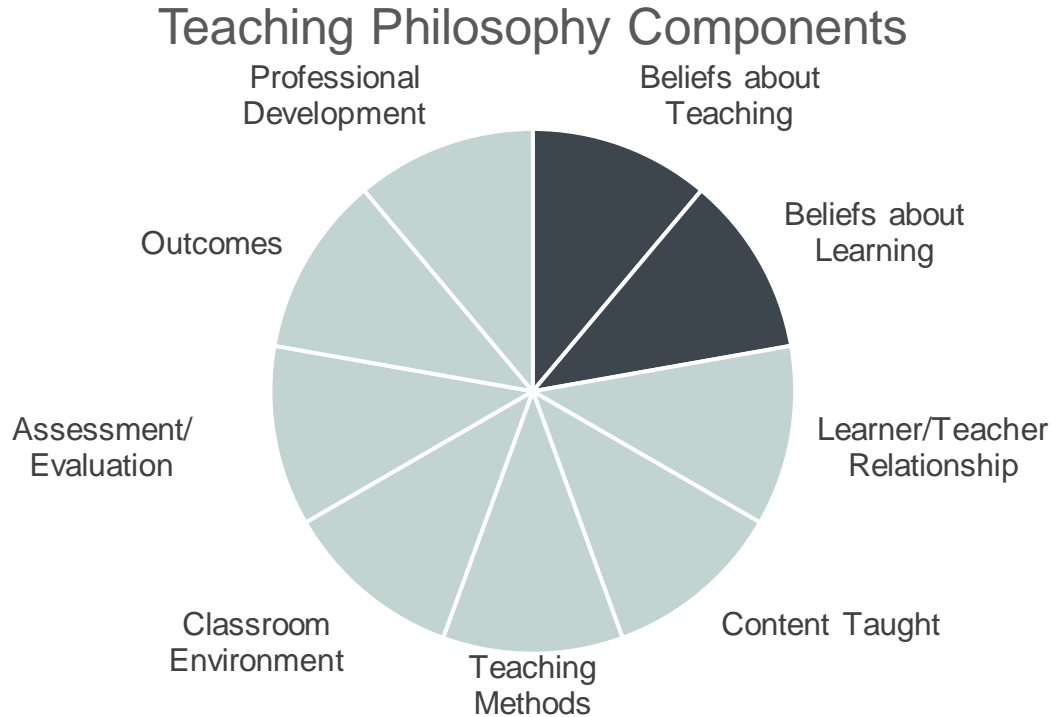 Teaching Philosophy Components
Beliefs about
Teaching
Beliefs about
Learning
Learner/Teacher
Relationship
Content Taught
Teaching
Methods
Classroom
Environment
Assessment/
Evaluation
Outcomes
Professional
Development